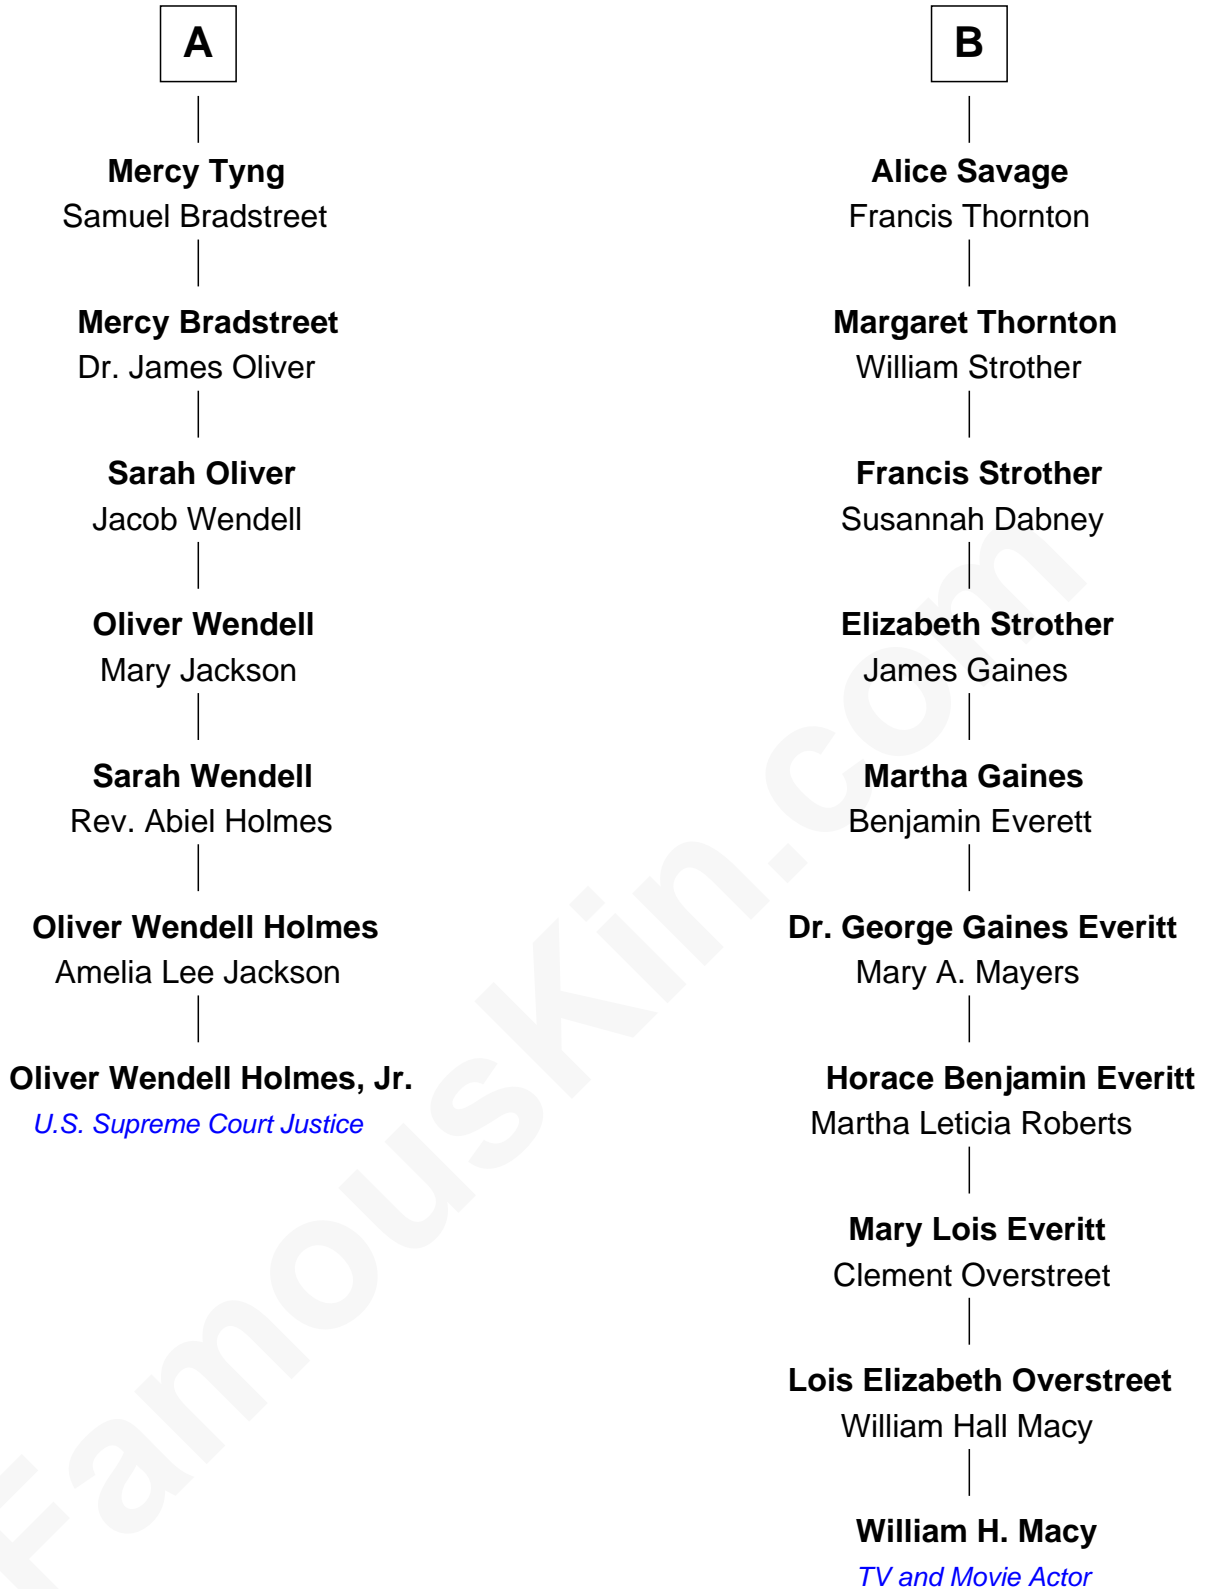 A
Mercy Tyng
Samuel Bradstreet
Mercy Bradstreet
Dr. James Oliver
Sarah Oliver
Jacob Wendell
Oliver Wendell
Mary Jackson
Sarah Wendell
Rev. Abiel Holmes
Oliver Wendell Holmes
Amelia Lee Jackson
Oliver Wendell Holmes, Jr.
U.S. Supreme Court Justice
B
Alice Savage
Francis Thornton
Margaret Thornton
William Strother
Francis Strother
Susannah Dabney
Elizabeth Strother
James Gaines
Martha Gaines
Benjamin Everett
Dr. George Gaines Everitt
Mary A. Mayers
Horace Benjamin Everitt
Martha Leticia Roberts
Mary Lois Everitt
Clement Overstreet
Lois Elizabeth Overstreet
William Hall Macy
William H. Macy
TV and Movie Actor
FamousKin.com